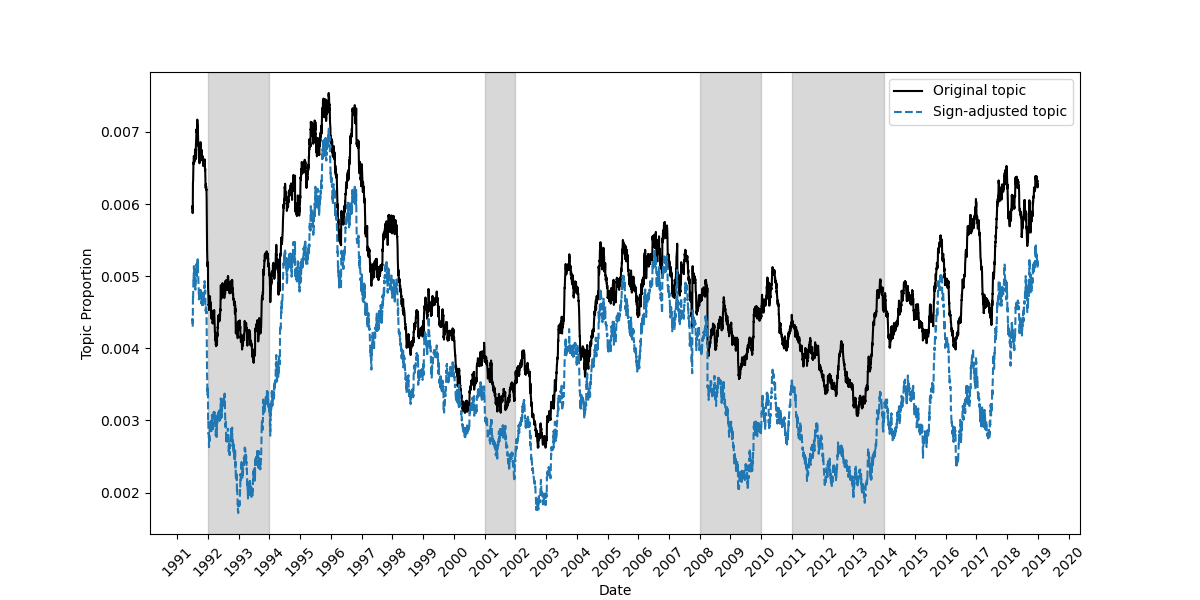 Original topic
Sign-adjusted topic
0.007
0.006
0.005
0.004
0.003
0.002
Topic Proportion
1991 1992 1993 1994 1995 1996 1997 1998 1999 2000 2001 2002 2003 2004 2005 2006 2007 2008 2009 2010 2011 2012 2013 2014 2015 2016 2017 2018 2019 2020
Date